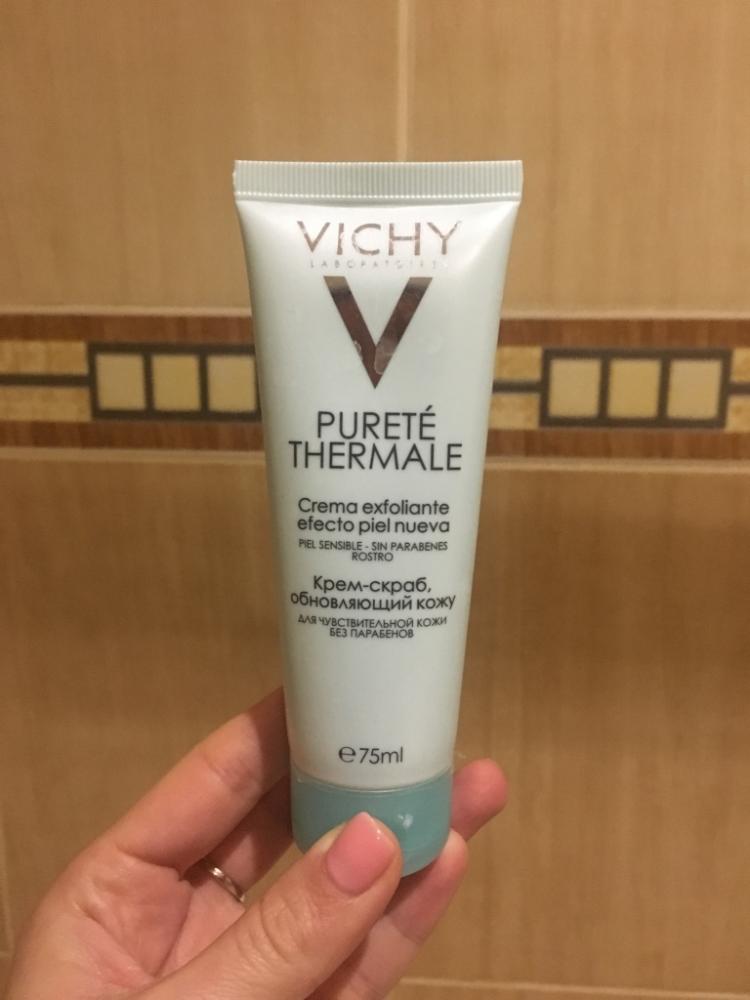 VICHY
LABORATOIRES
V
PURETÉ
THERMALE
Crema exfoliante
efecto piel nueva
PIEL SENSIBLE - SIN PARABENES
ROSTRO
Крем-скраб,
обновляющий кожу
ДЛЯ ЧУВСТВИТЕЛЬНОЙ КОЖИ
БЕЗ ПАРАБЕНОВ
℮75ml